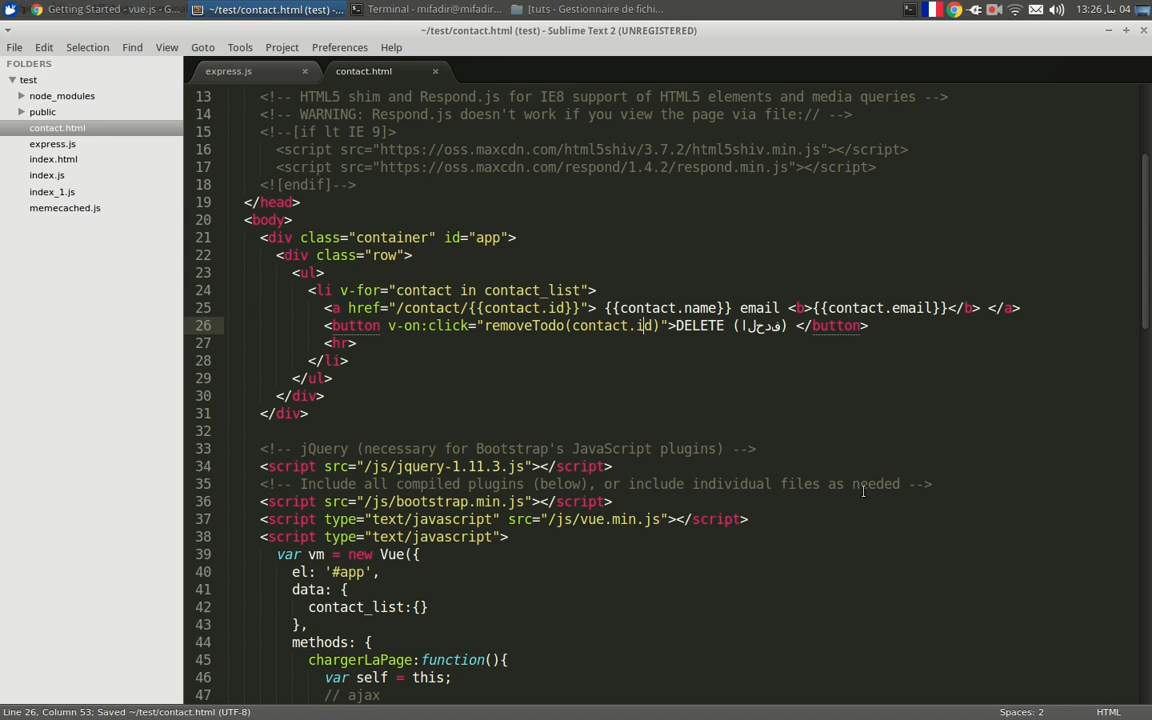 Getting Started - vue.js - G...
~/test/contact.html (test) -...
Terminal - mifadir@mifadir...
[tuts - Gestionnaire de fichi...
13:26 ,ينا 04
~/test/contact.html (test) - Sublime Text 2 (UNREGISTERED)
File Edit Selection Find View Goto Tools Project Preferences Help
FOLDERS
test
node_modules
public
contact.html
express.js
index.html
index.js
index_1.js
memecached.js
express.js × contact.html ×
13 <!-- HTML5 shim and Respond.js for IE8 support of HTML5 elements and media queries -->
14 <!-- WARNING: Respond.js doesn't work if you view the page via file:// -->
15 <!--[if lt IE 9]>
16 <script src="https://oss.maxcdn.com/html5shiv/3.7.2/html5shiv.min.js"></script>
17 <script src="https://oss.maxcdn.com/respond/1.4.2/respond.min.js"></script>
18 <![endif]-->
19 </head>
20 <body>
21 <div class="container" id="app">
22 <div class="row">
23 <ul>
24 <li v-for="contact in contact_list">
25 <a href="/contact/{{contact.id}}"> {{contact.name}} email <b>{{contact.email}}</b> </a>
26 <button v-on:click="removeTodo(contact.id)">DELETE (الحدف) </button>
27 <hr>
28 </li>
29 </ul>
30 </div>
31 </div>
32
33 <!-- jQuery (necessary for Bootstrap's JavaScript plugins) -->
34 <script src="/js/jquery-1.11.3.js"></script>
35 <!-- Include all compiled plugins (below), or include individual files as needed -->
36 <script src="/js/bootstrap.min.js"></script>
37 <script type="text/javascript" src="/js/vue.min.js"></script>
38 <script type="text/javascript">
39 var vm = new Vue({
40 el: '#app',
41 data: {
42 contact_list:{}
43 },
44 methods: {
45 chargerLaPage:function(){
46 var self = this;
47 // ajax
Line 26, Column 53; Saved ~/test/contact.html (UTF-8)
Spaces: 2
HTML